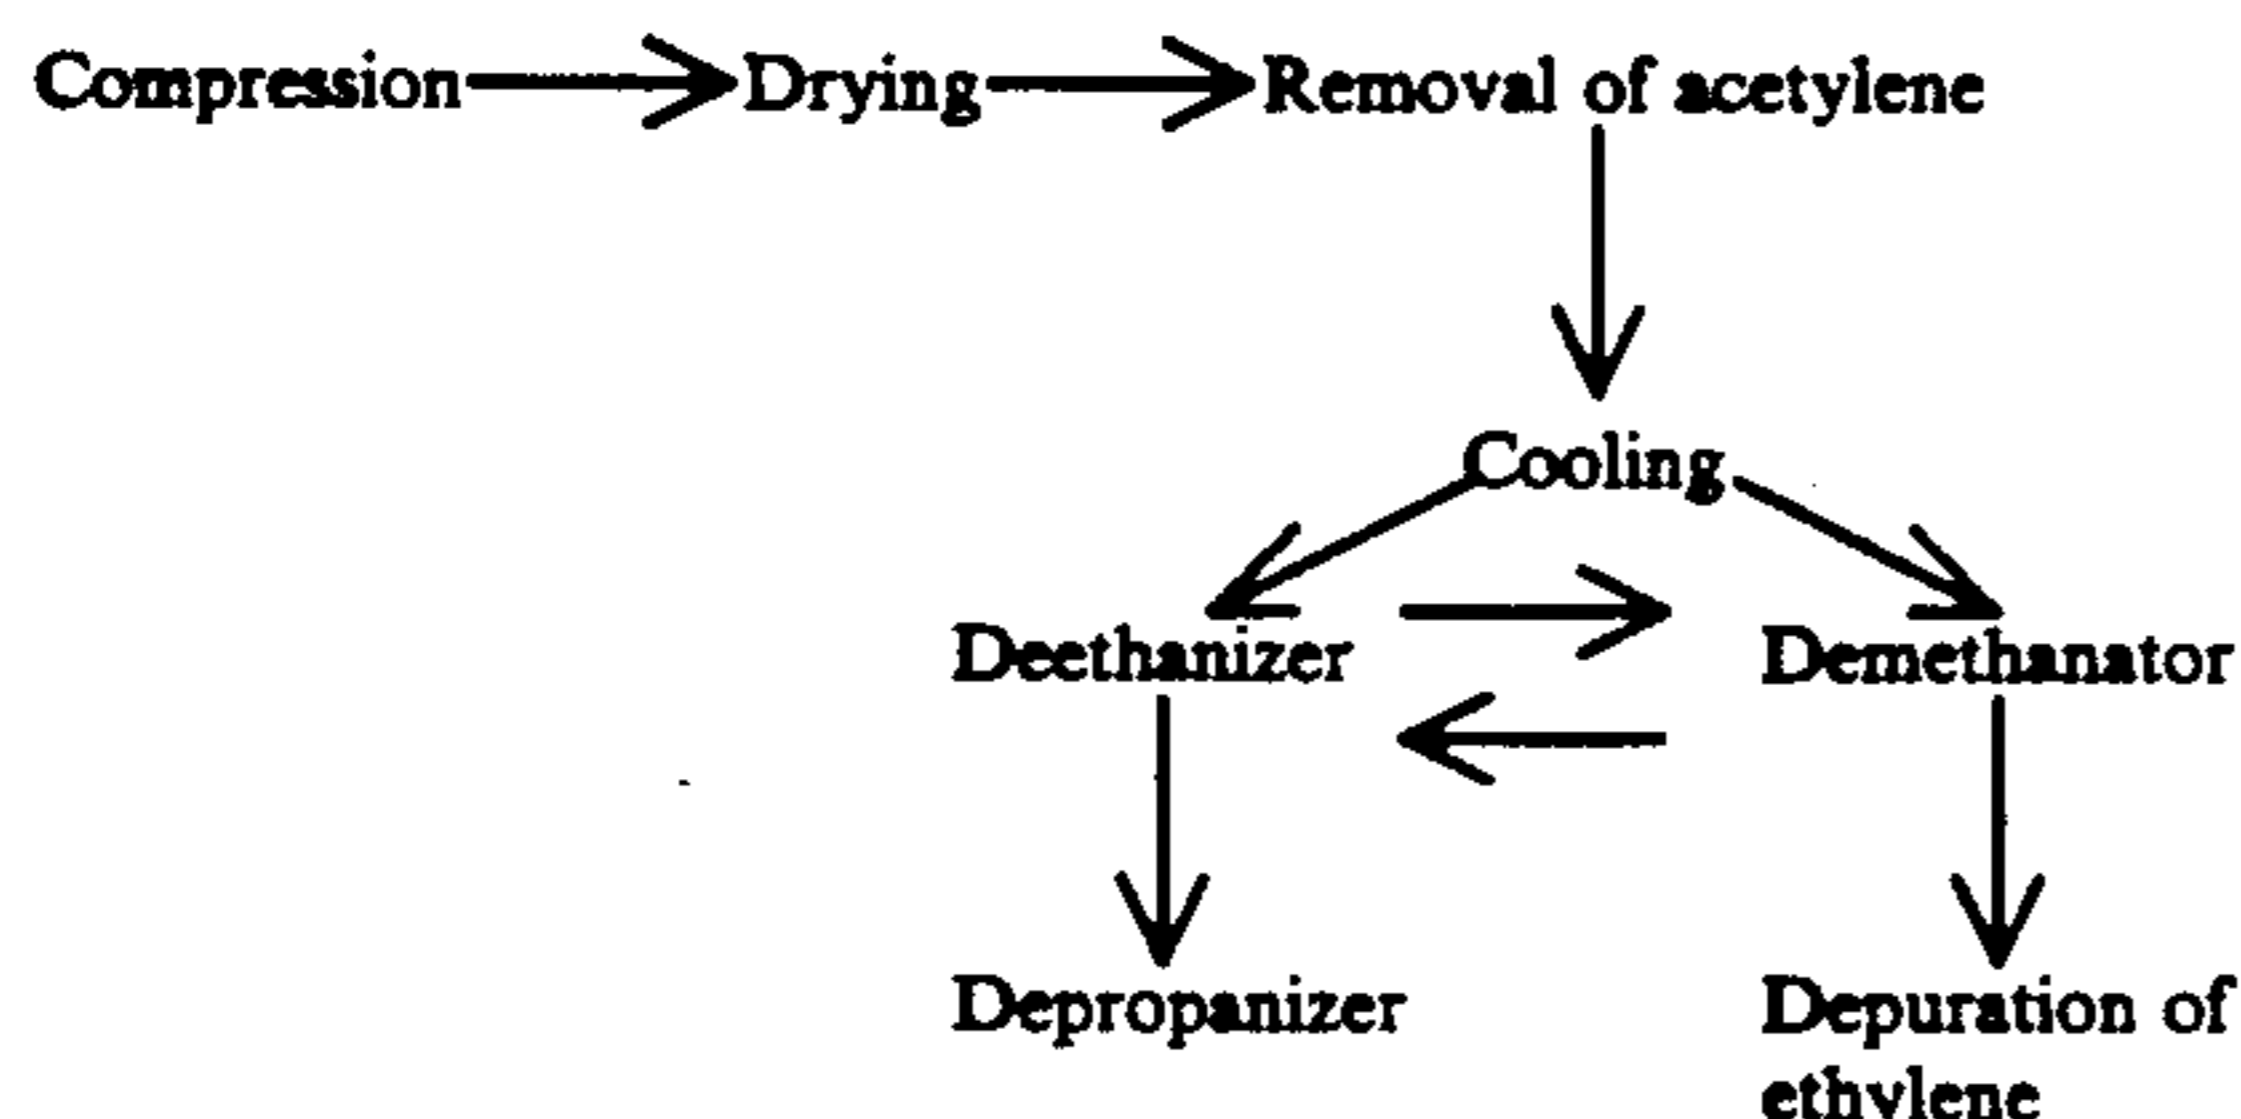 Compression Drying Removal of acetylene
Cooling
Deethanizer Demethanator
Depropanizer Depuration of
ethylene